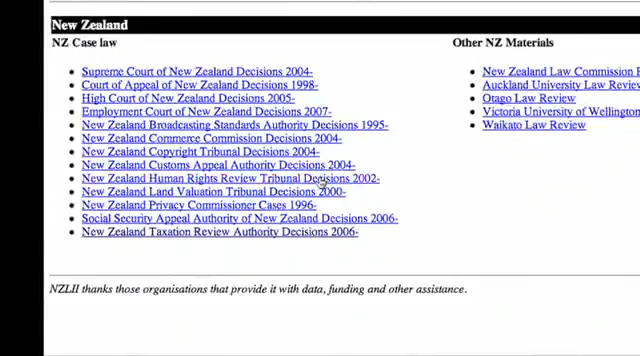 New Zealand
NZ Case law
Supreme Court of New Zealand Decisions 2004-
Court of Appeal of New Zealand Decisions 1998-
High Court of New Zealand Decisions 2005-
Employment Court of New Zealand Decisions 2007-
New Zealand Broadcasting Standards Authority Decisions 1995-
New Zealand Commerce Commission Decisions 2004-
New Zealand Copyright Tribunal Decisions 2004-
New Zealand Customs Appeal Authority Decisions 2004-
New Zealand Human Rights Review Tribunal Decisions 2002-
New Zealand Land Valuation Tribunal Decisions 2000-
New Zealand Privacy Commissioner Cases 1996-
Social Security Appeal Authority of New Zealand Decisions 2006-
New Zealand Taxation Review Authority Decisions 2006-
Other NZ Materials
New Zealand Law Commission
Auckland University Law Review
Otago Law Review
Victoria University of Wellington
Waikato Law Review
NZLII thanks those organisations that provide it with data, funding and other assistance.